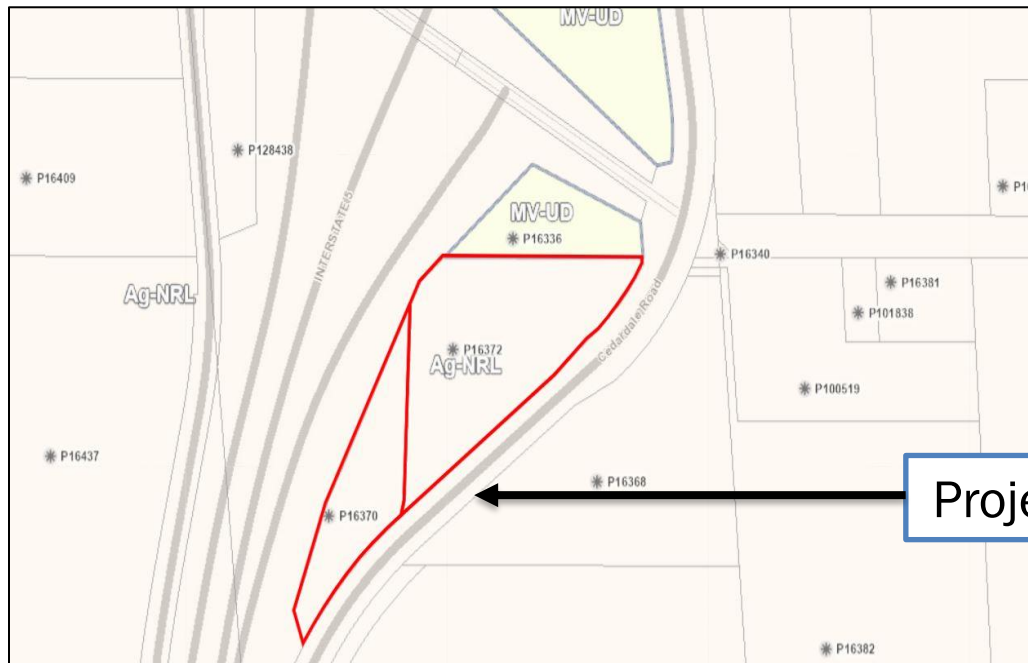 MV-UD
P128438
P16409
P16
INTERSTATE 5
MV-UD
P16336
P16340
Ag-NRL
P16381
P101838
Cedardale Road
P16372
Ag-NRL
P100519
P16437
P16368
Proje
P16370
P16382